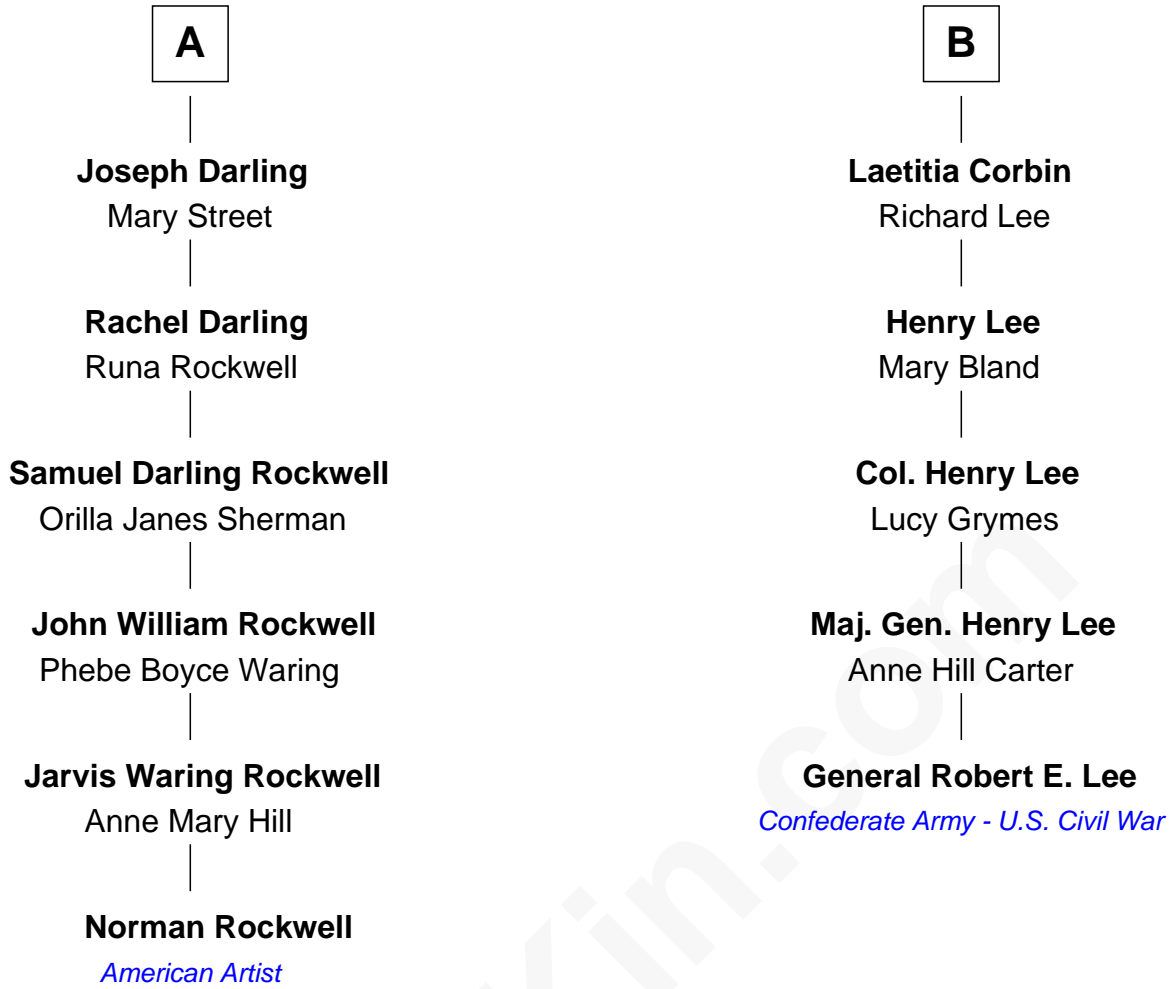 A
Joseph Darling
Mary Street
Rachel Darling
Runa Rockwell
Samuel Darling Rockwell
Orilla Janes Sherman
John William Rockwell
Phebe Boyce Waring
Jarvis Waring Rockwell
Anne Mary Hill
Norman Rockwell
American Artist
B
Laetitia Corbin
Richard Lee
Henry Lee
Mary Bland
Col. Henry Lee
Lucy Grymes
Maj. Gen. Henry Lee
Anne Hill Carter
General Robert E. Lee
Confederate Army - U.S. Civil War
Kin.com